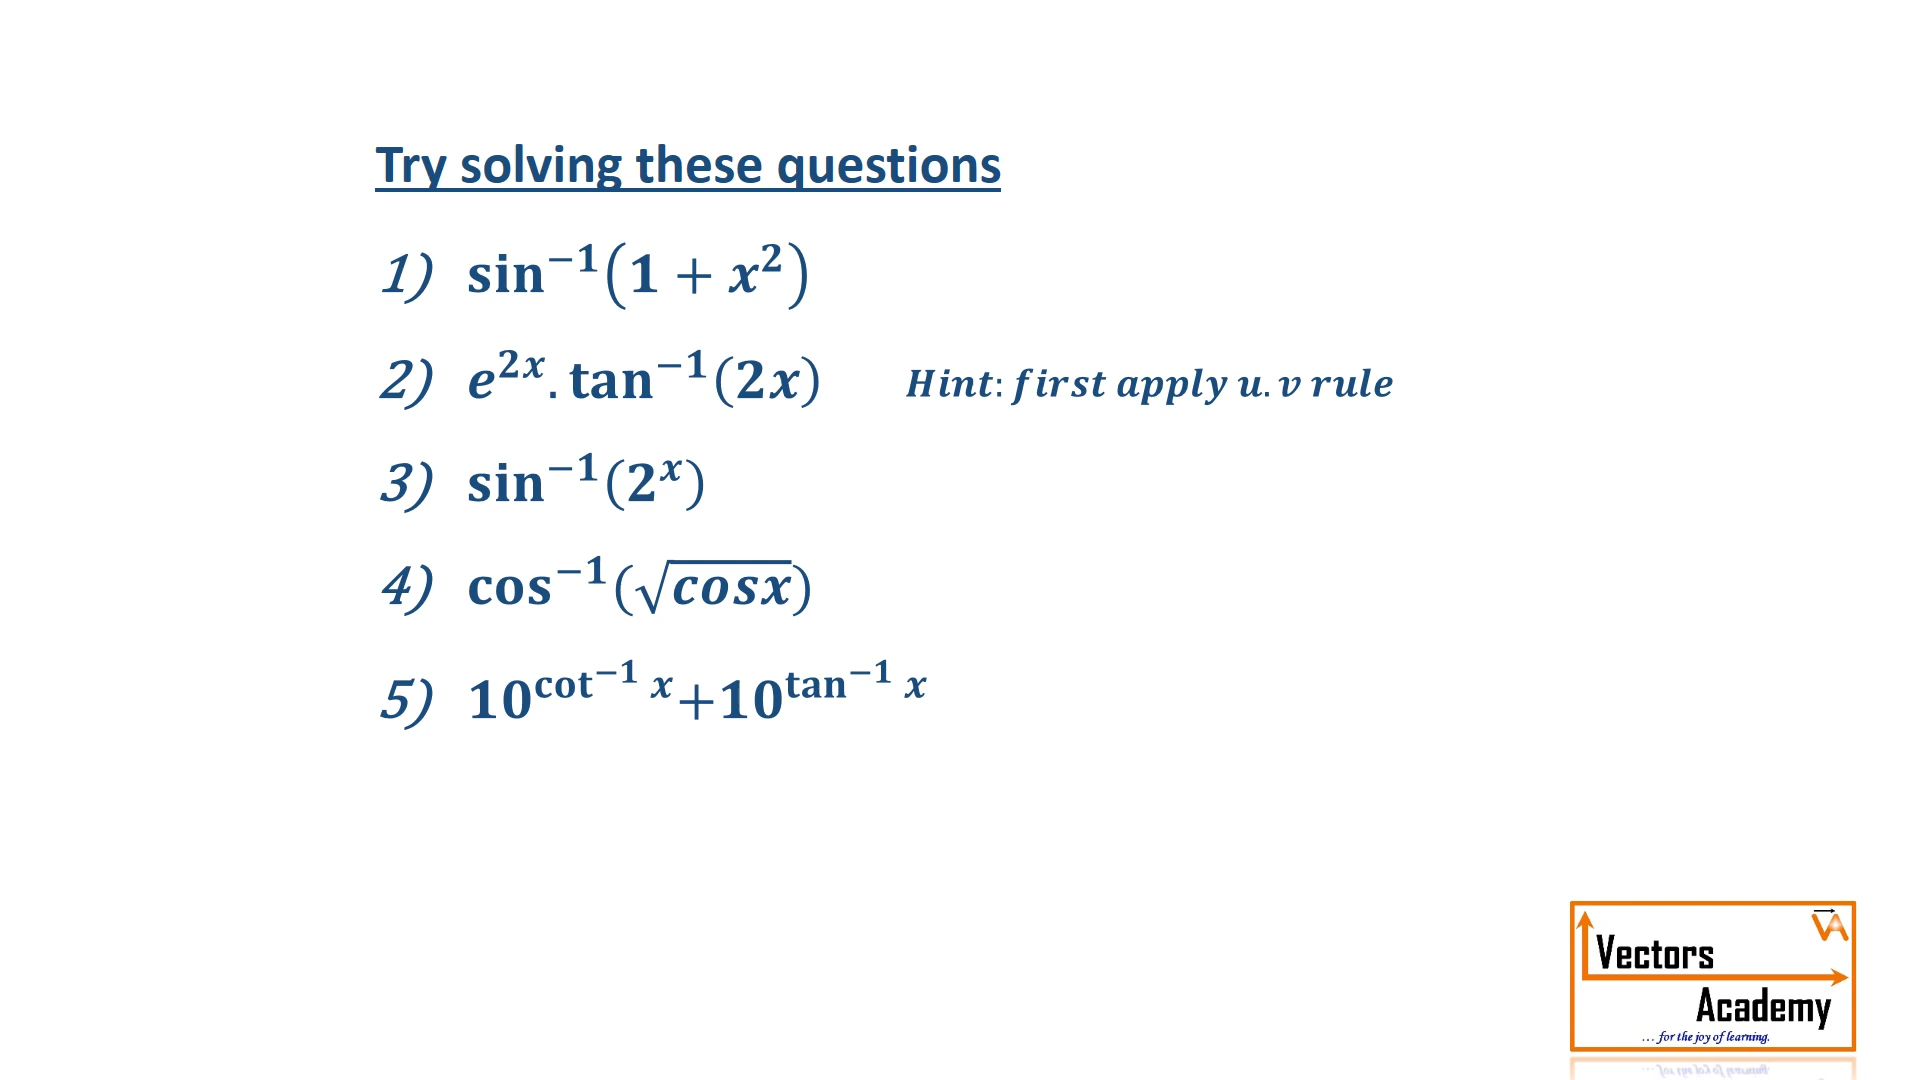 Try solving these questions
1) sin⁻¹(1 + x²)
2) e²ˣ.tan⁻¹(2x) Hint: first apply u.v rule
3) sin⁻¹(2ˣ)
4) cos⁻¹(√cosx)
5) 10^(cot⁻¹ x)+10^(tan⁻¹ x)
VA
Vectors
Academy
... for the joy of learning.